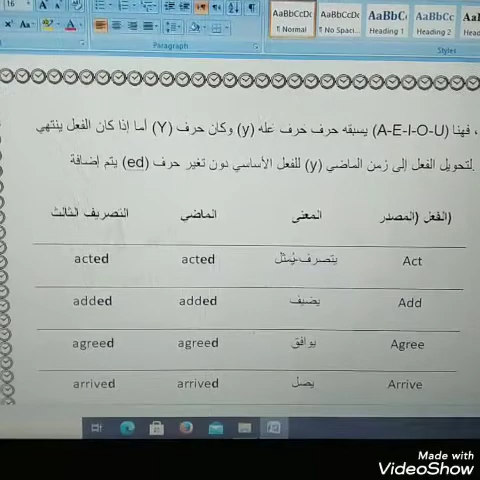 16
AaBbCcDc AaBbCcDc AaBbCc AaBbCc
¶ Normal ¶ No Spaci... Heading 1 Heading 2
Paragraph Styles
، فهنا (A-E-I-O-U) يسبقه حرف حرف عله (y) وكان حرف (Y) أما إذا كان الفعل ينتهي
.لتحويل الفعل إلى زمن الماضي (y) للفعل الأساسي دون تغير حرف (ed) يتم إضافة
(الفعل (المصدر المعنى الماضي التصريف الثالث
Act يتصرف-يُمثل acted acted
Add يضيف added added
Agree يوافق agreed agreed
Arrive يصل arrived arrived
Made with
VideoShow